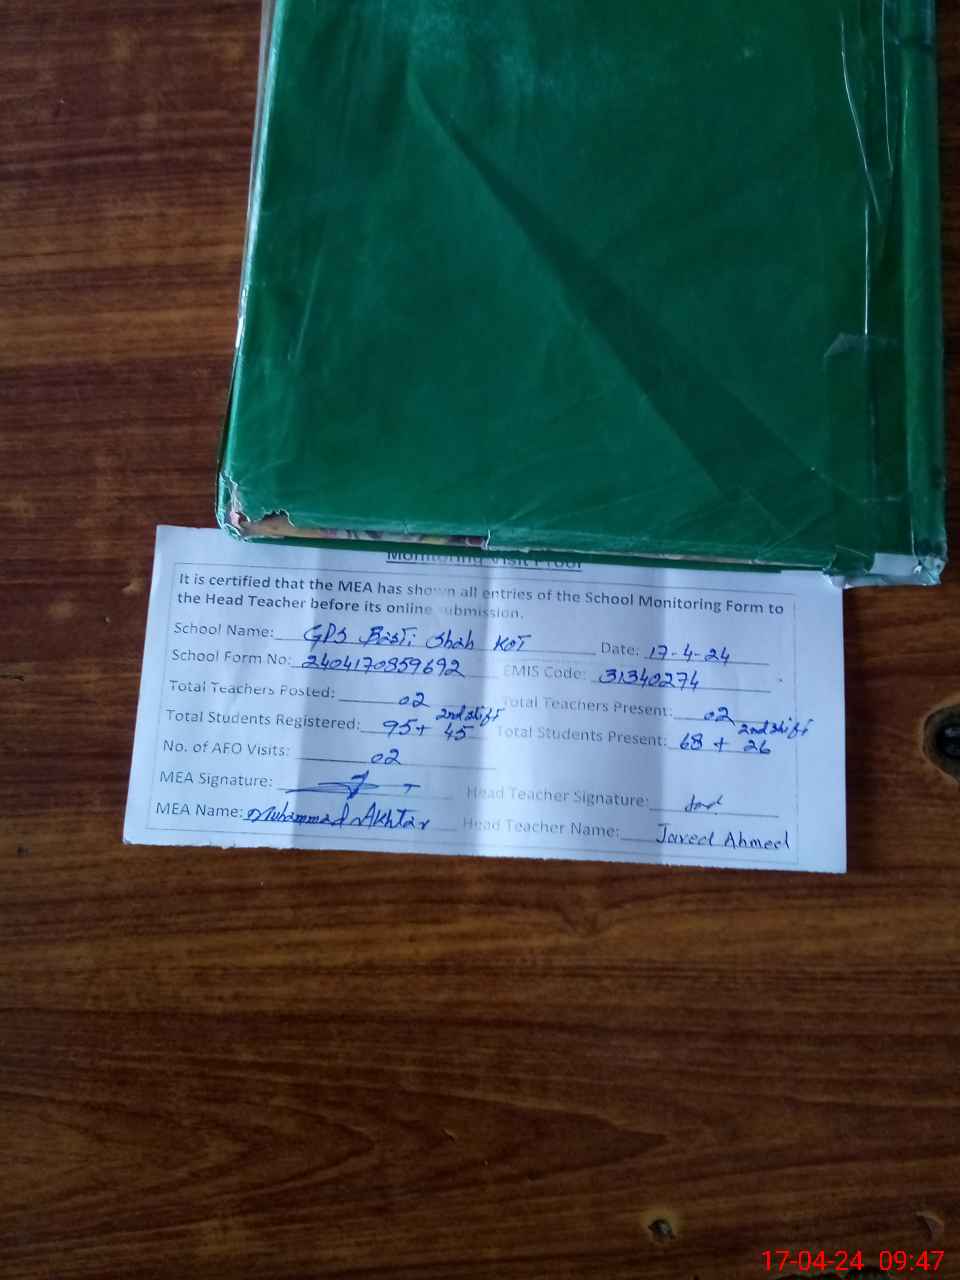 Monitoring Visit Proof
It is certified that the MEA has shown all entries of the School Monitoring Form to
the Head Teacher before its online submission.
School Name: GPS Basti Shah Kot Date: 17-4-24
School Form No: 2404170859692 EMIS Code: 31340274
Total Teachers Posted: 02 Total Teachers Present: 02
Total Students Registered: 95+ 45 2nd shift Total Students Present: 68 + 26 2nd shift
No. of AFO Visits: 02
MEA Signature: Head Teacher Signature:
MEA Name: Muhammad Akhtar Head Teacher Name: Javed Ahmed
17-04-24 09:47